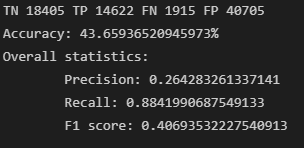 TN 18405 TP 14622 FN 1915 FP 40705
Accuracy: 43.65936520945973%
Overall statistics:
Precision: 0.264283261337141
Recall: 0.8841990687549133
F1 score: 0.40693532227540913